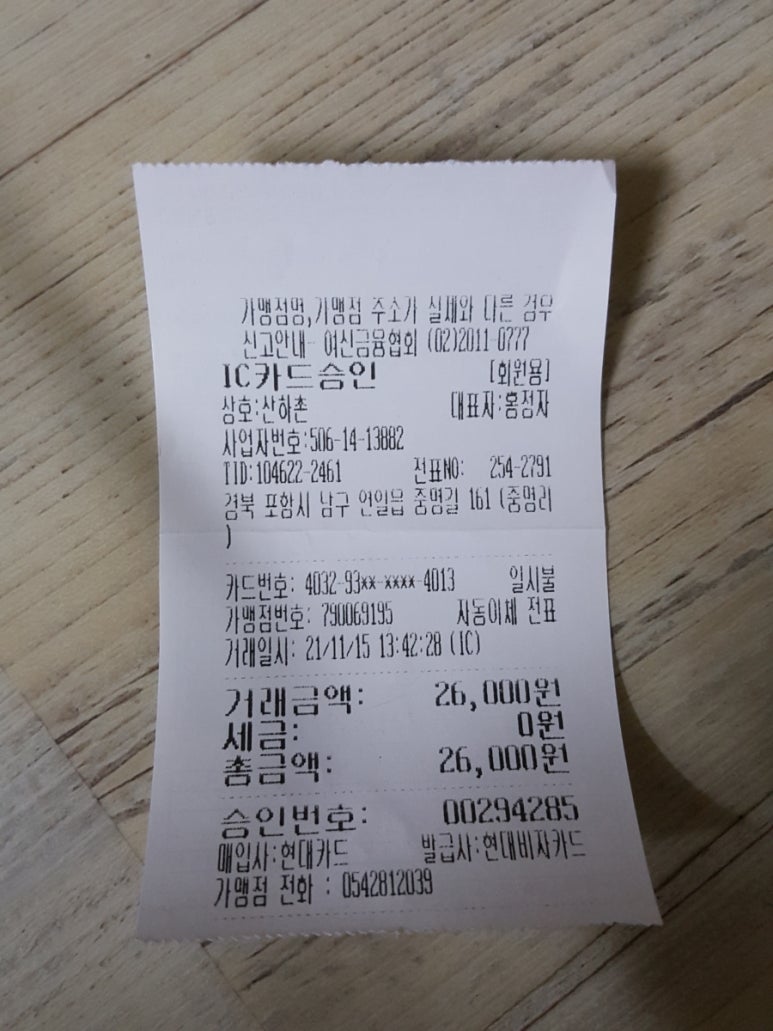 가맹점명,가맹점 주소가 실제와 다른 경우
신고안내- 여신금융협회 (02)2011-0777
IC카드승인 [회원용]
상호:산하촌 대표자:홍정자
사업자번호:506-14-13882
TID:104622-2461 전표NO: 254-2791
경북 포항시 남구 연일읍 중명길 161 (중명리
)
카드번호: 4032-93**-****-4013 일시불
가맹점번호: 790069195 자동이체 전표
거래일시: 21/11/15 13:42:28 (IC)
거래금액: 26,000원
세금: 0원
총금액: 26,000원
승인번호: 00294285
매입사:현대카드 발급사:현대비자카드
가맹점 전화 : 0542812039